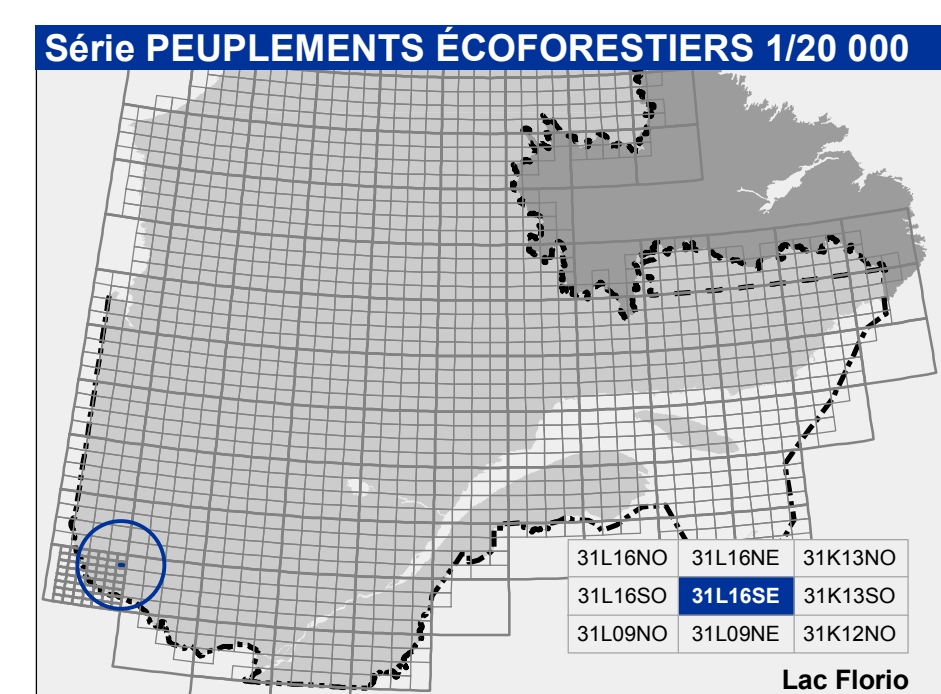 Série PEUPLEMENTS ÉCOFORESTIERS 1/20 000
31L16NO 31L16NE 31K13NO
31L16SO 31L16SE 31K13SO
31L09NO 31L09NE 31K12NO
Lac Florio